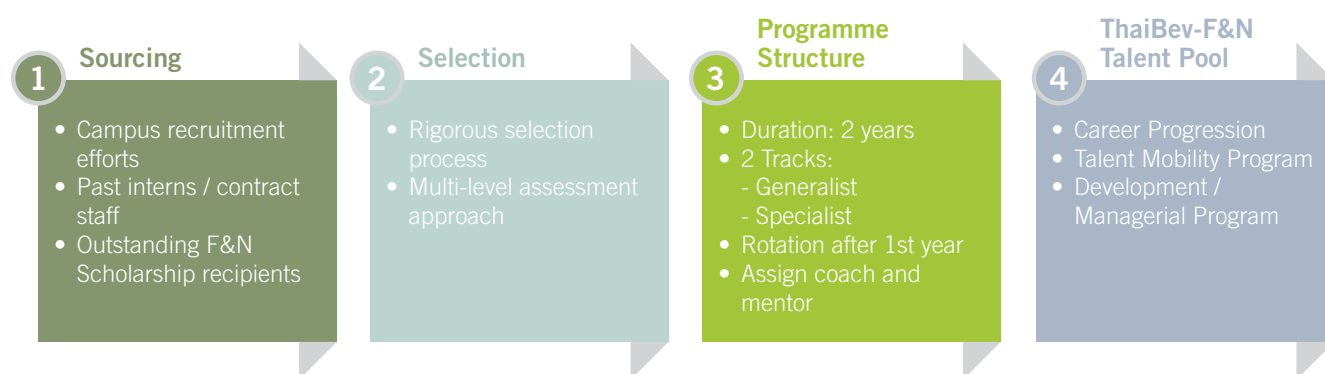 1
Sourcing
• Campus recruitment
efforts
• Past interns / contract
staff
• Outstanding F&N
Scholarship recipients
2
Selection
• Rigorous selection
process
• Multi-level assessment
approach
3
Programme
Structure
• Duration: 2 years
• 2 Tracks:
- Generalist
- Specialist
• Rotation after 1st year
• Assign coach and
mentor
4
ThaiBev-F&N
Talent Pool
• Career Progression
• Talent Mobility Program
• Development /
Managerial Program